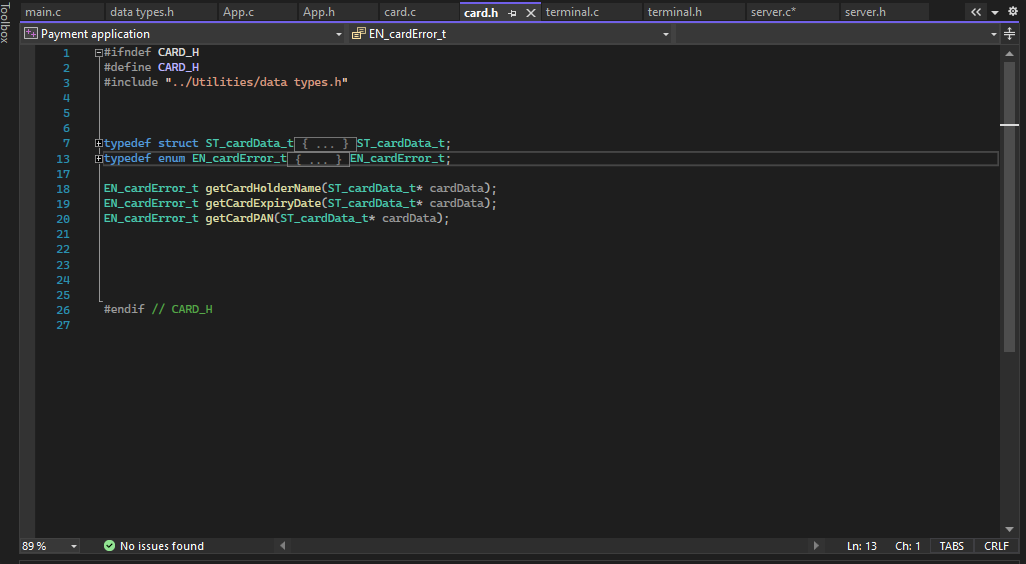 Toolbox
main.c data types.h App.c App.h card.c card.h terminal.c terminal.h server.c* server.h
Payment application EN_cardError_t
1 #ifndef CARD_H
2 #define CARD_H
3 #include "../Utilities/data types.h"
4
5
6
7 typedef struct ST_cardData_t { ... } ST_cardData_t;
13 typedef enum EN_cardError_t { ... } EN_cardError_t;
17
18 EN_cardError_t getCardHolderName(ST_cardData_t* cardData);
19 EN_cardError_t getCardExpiryDate(ST_cardData_t* cardData);
20 EN_cardError_t getCardPAN(ST_cardData_t* cardData);
21
22
23
24
25
26 #endif // CARD_H
27
89 % No issues found Ln: 13 Ch: 1 TABS CRLF